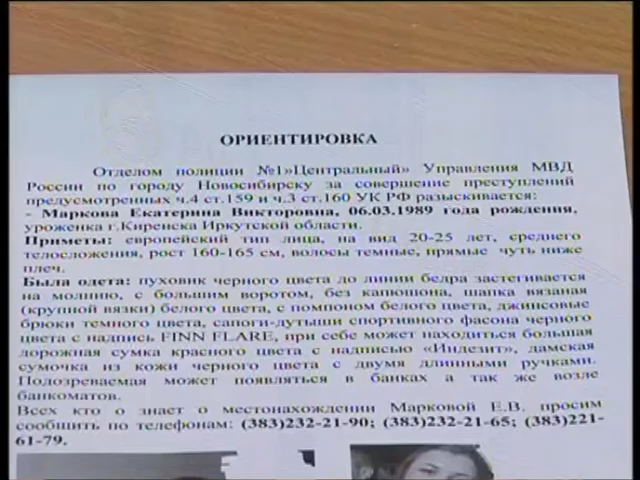 ОРИЕНТИРОВКА
Отделом полиции №1»Центральный» Управления МВД
России по городу Новосибирску за совершение преступлений
предусмотренных ч.4 ст.159 и ч.3 ст.160 УК РФ разыскивается:
- Маркова Екатерина Викторовна, 06.03.1989 года рождения,
уроженка г.Киренска Иркутской области.
Приметы: европейский тип лица, на вид 20-25 лет, среднего
телосложения, рост 160-165 см, волосы темные, прямые чуть ниже
плеч.
Была одета: пуховик черного цвета до линии бедра застегивается
на молнию, с большим воротом, без капюшона, шапка вязаная
(крупной вязки) белого цвета, с помпоном белого цвета, джинсовые
брюки темного цвета, сапоги-дутыши спортивного фасона черного
цвета с надпись FINN FLARE, при себе может находиться большая
дорожная сумка красного цвета с надписью «Индезит», дамская
сумочка из кожи черного цвета с двумя длинными ручками.
Подозреваемая может появляться в банках а так же возле
банкоматов.
Всех кто о знает о местонахождении Марковой Е.В. просим
сообщить по телефонам: (383)232-21-90; (383)232-21-65; (383)221-
61-79.